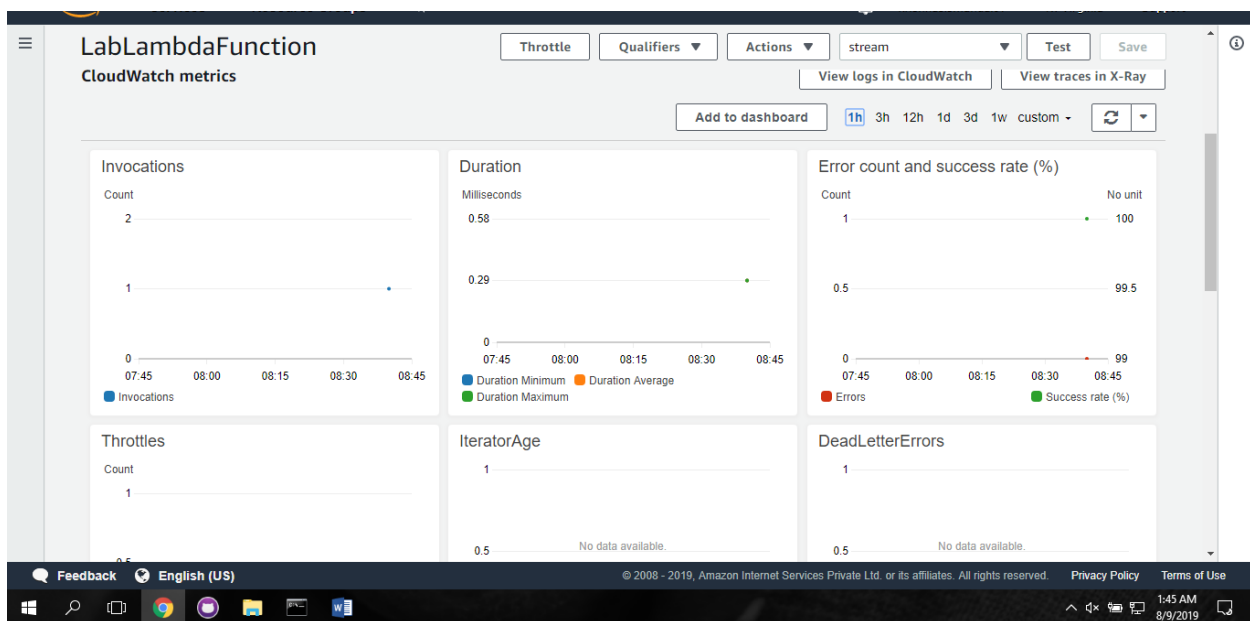 LabLambdaFunction
Throttle
Qualifiers
Actions
stream
Test
Save
CloudWatch metrics
View logs in CloudWatch
View traces in X-Ray
Add to dashboard
1h 3h 12h 1d 3d 1w custom
Invocations
Count
2
1
0
07:45 08:00 08:15 08:30 08:45
Invocations
Duration
Milliseconds
0.58
0.29
0
07:45 08:00 08:15 08:30 08:45
Duration Minimum Duration Average
Duration Maximum
Error count and success rate (%)
Count No unit
1 100
0.5 99.5
0 99
07:45 08:00 08:15 08:30 08:45
Errors Success rate (%)
Throttles
Count
1
IteratorAge
1
No data available.
0.5
DeadLetterErrors
1
No data available.
0.5
Feedback English (US)
© 2008 - 2019, Amazon Internet Services Private Ltd. or its affiliates. All rights reserved. Privacy Policy Terms of Use
1:45 AM
8/9/2019